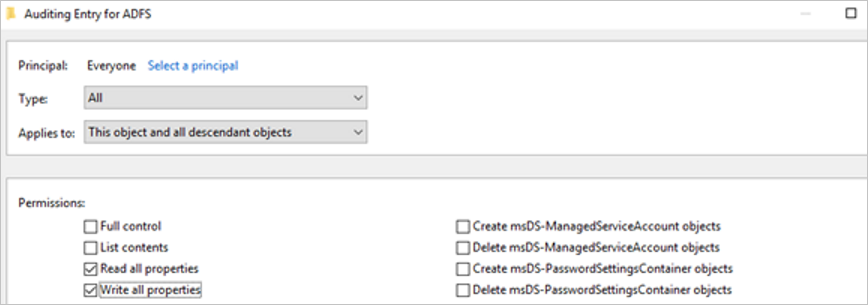 Auditing Entry for ADFS
Principal: Everyone Select a principal
Type: All
Applies to: This object and all descendant objects
Permissions:
Full control Create msDS-ManagedServiceAccount objects
List contents Delete msDS-ManagedServiceAccount objects
Read all properties Create msDS-PasswordSettingsContainer objects
Write all properties Delete msDS-PasswordSettingsContainer objects